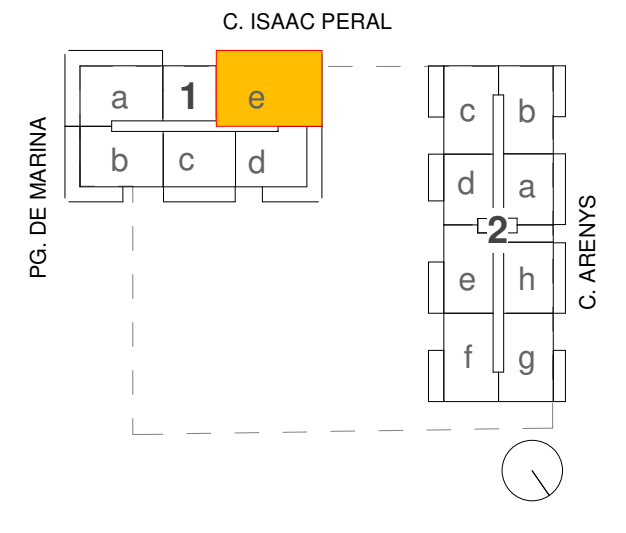 C. ISAAC PERAL
PG. DE MARINA
a 1 e
b c d
c b
d a
2
e h
f g
C. ARENYS